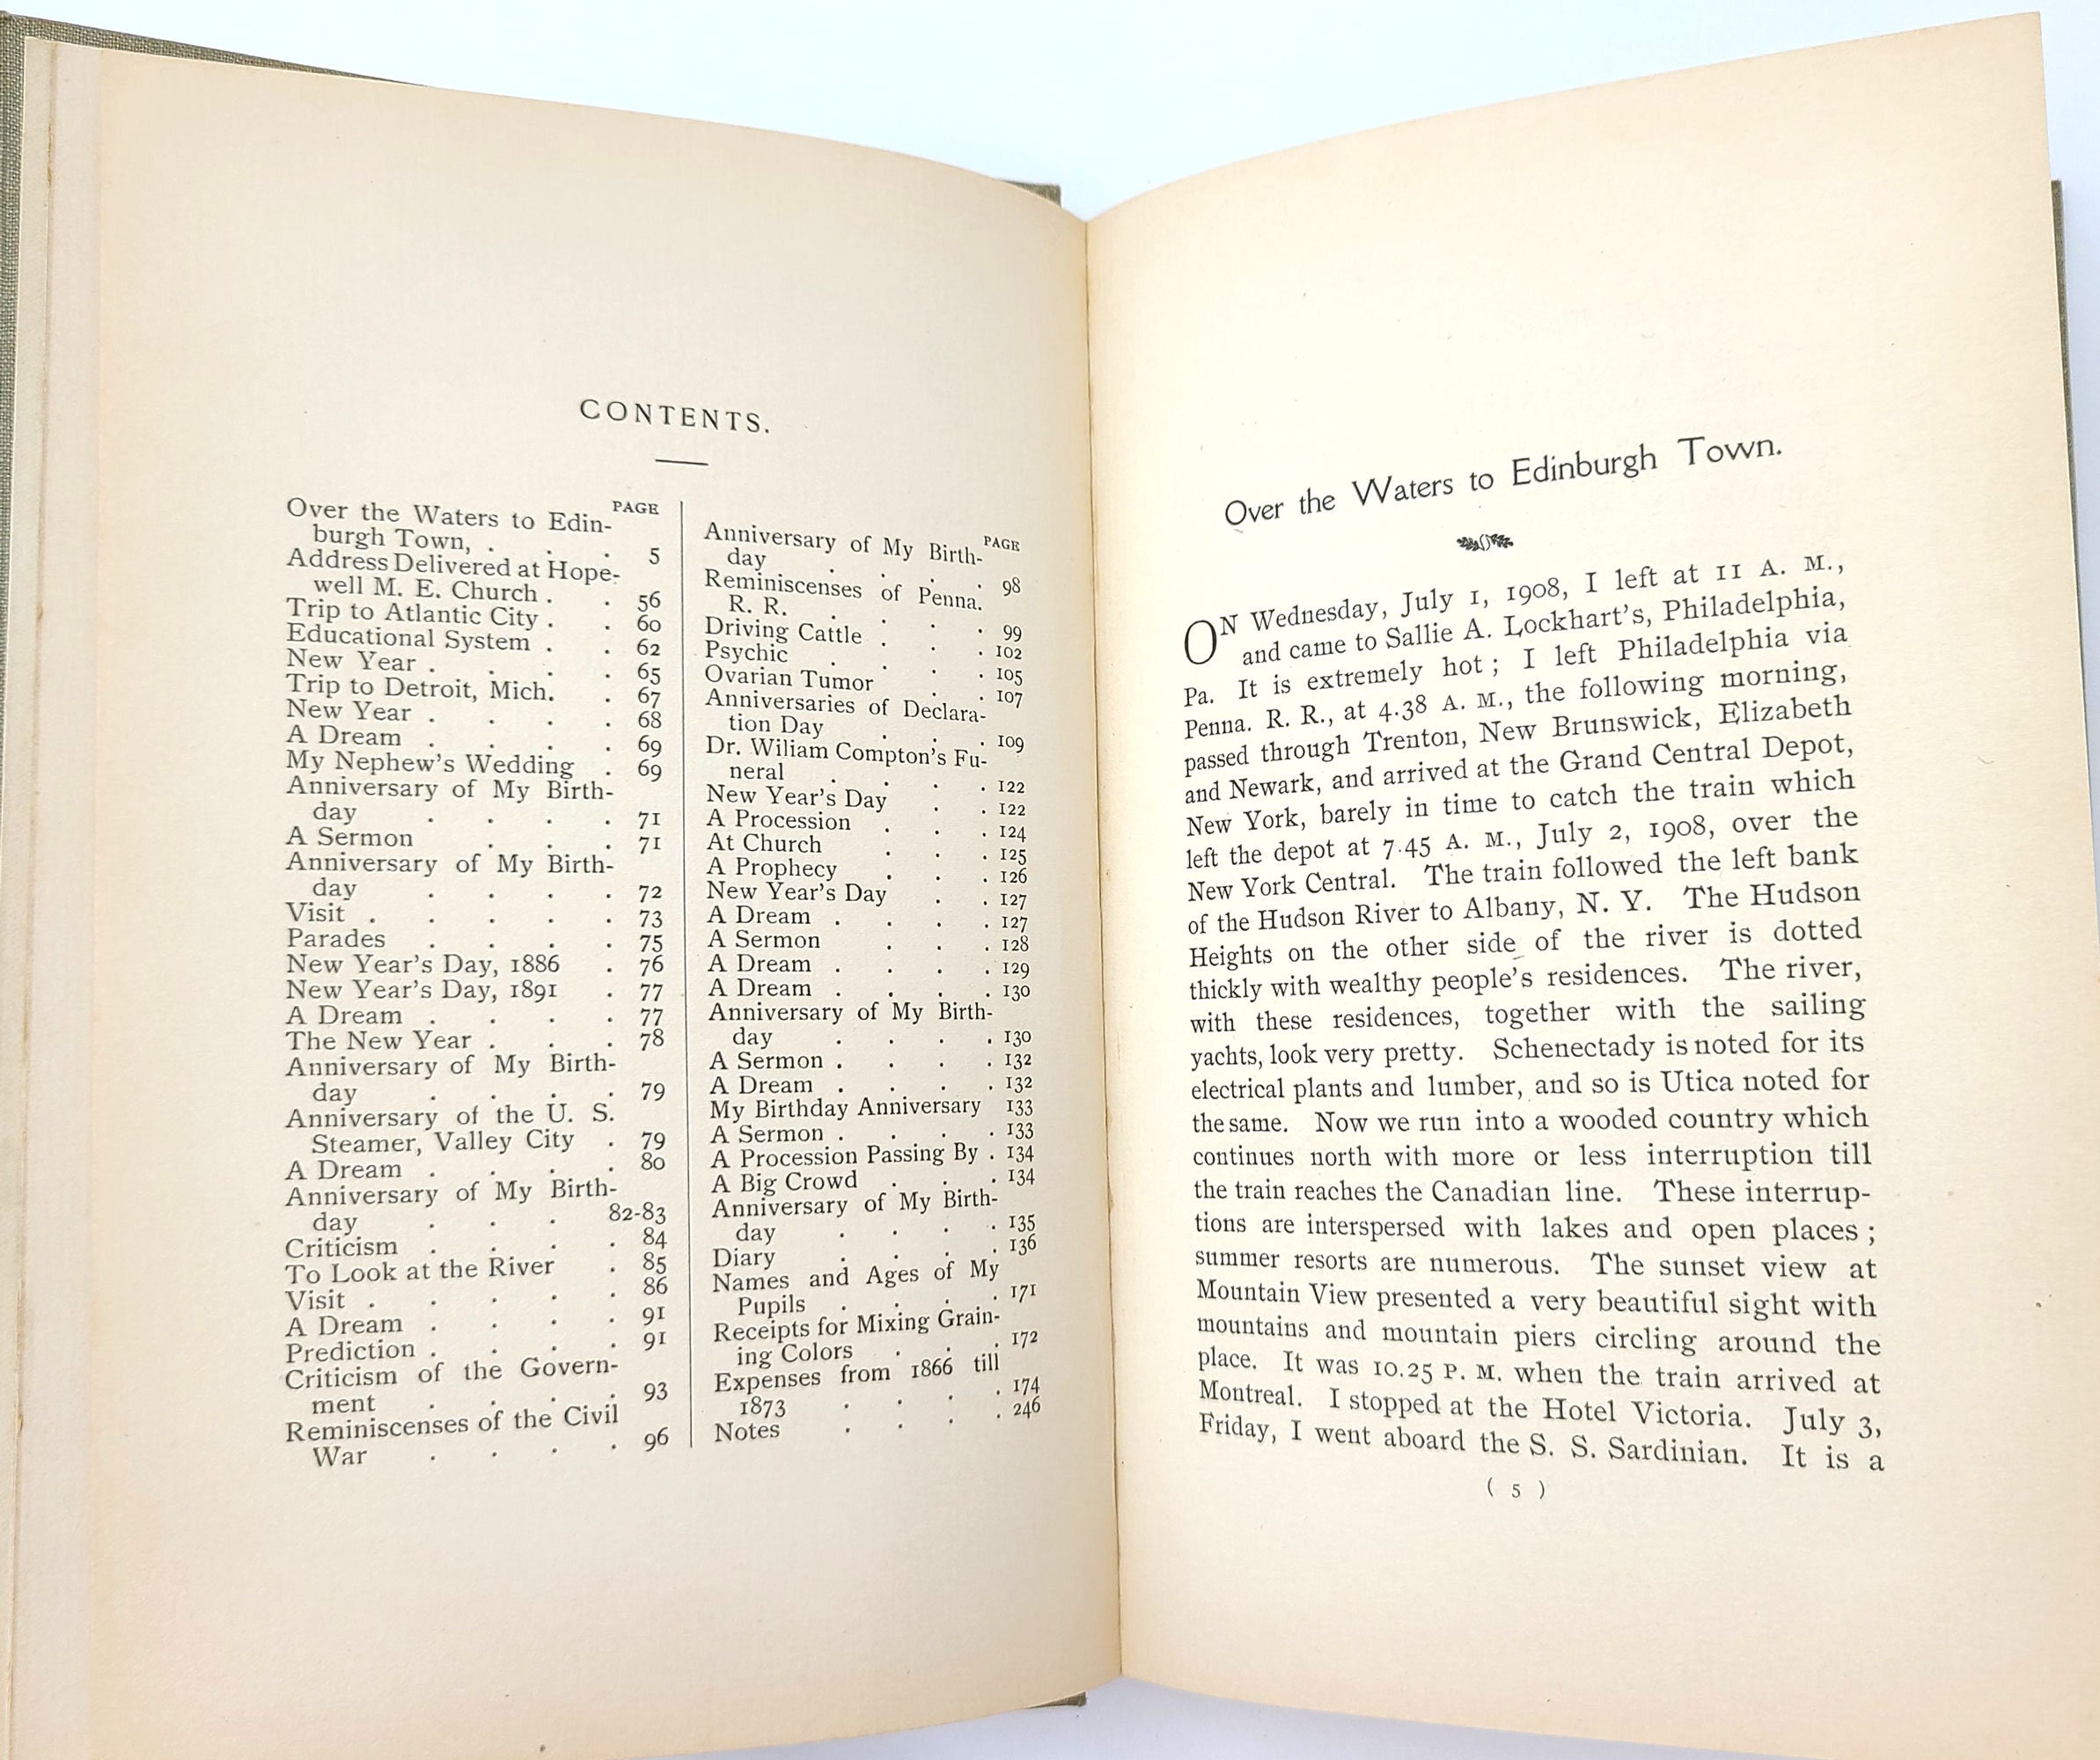 CONTENTS.
PAGE
Over the Waters to Edin-
burgh Town, . . . 5
Address Delivered at Hope-
well M. E. Church . . 56
Trip to Atlantic City . . 60
Educational System . . 62
New Year . . . . 65
Trip to Detroit, Mich. . 67
New Year . . . . 68
A Dream . . . . 69
My Nephew's Wedding . 69
Anniversary of My Birth-
day . . . . 71
A Sermon . . . 71
Anniversary of My Birth-
day . . . . 72
Visit . . . . . 73
Parades . . . . 75
New Year's Day, 1886 . 76
New Year's Day, 1891 . 77
A Dream . . . . 77
The New Year . . . 78
Anniversary of My Birth-
day . . . . 79
Anniversary of the U. S.
Steamer, Valley City . 79
A Dream . . . . 80
Anniversary of My Birth-
day . . . 82-83
Criticism . . . . 84
To Look at the River . 85
Visit . . . . . 86
A Dream . . . . 91
Prediction . . . . 91
Criticism of the Govern-
ment . . . . 93
Reminiscenses of the Civil
War . . . . 96
PAGE
Anniversary of My Birth-
day . . . . 98
Reminiscenses of Penna.
R. R. . . . . 99
Driving Cattle . . . 102
Psychic . . . . 105
Ovarian Tumor . . 107
Anniversaries of Declara-
tion Day . . . 109
Dr. Wiliam Compton's Fu-
neral . . . . 122
New Year's Day . . 122
A Procession . . . 124
At Church . . . 125
A Prophecy . . . 126
New Year's Day . . 127
A Dream . . . . 127
A Sermon . . . 128
A Dream . . . . 129
A Dream . . . . 130
Anniversary of My Birth-
day . . . . 130
A Sermon . . . . 132
A Dream . . . . 132
My Birthday Anniversary 133
A Sermon . . . . 133
A Procession Passing By . 134
A Big Crowd . . . 134
Anniversary of My Birth-
day . . . . 135
Diary . . . . 136
Names and Ages of My
Pupils . . . . 171
Receipts for Mixing Grain-
ing Colors . . . 172
Expenses from 1866 till
1873 . . . . 174
Notes . . . . 246
Over the Waters to Edinburgh Town.
ON Wednesday, July 1, 1908, I left at 11 A. M.,
and came to Sallie A. Lockhart's, Philadelphia,
Pa. It is extremely hot; I left Philadelphia via
Penna. R. R., at 4.38 A. M., the following morning,
passed through Trenton, New Brunswick, Elizabeth
and Newark, and arrived at the Grand Central Depot,
New York, barely in time to catch the train which
left the depot at 7.45 A. M., July 2, 1908, over the
New York Central. The train followed the left bank
of the Hudson River to Albany, N. Y. The Hudson
Heights on the other side of the river is dotted
thickly with wealthy people's residences. The river,
with these residences, together with the sailing
yachts, look very pretty. Schenectady is noted for its
electrical plants and lumber, and so is Utica noted for
the same. Now we run into a wooded country which
continues north with more or less interruption till
the train reaches the Canadian line. These interrup-
tions are interspersed with lakes and open places;
summer resorts are numerous. The sunset view at
Mountain View presented a very beautiful sight with
mountains and mountain piers circling around the
place. It was 10.25 P. M. when the train arrived at
Montreal. I stopped at the Hotel Victoria. July 3,
Friday, I went aboard the S. S. Sardinian. It is a
( 5 )